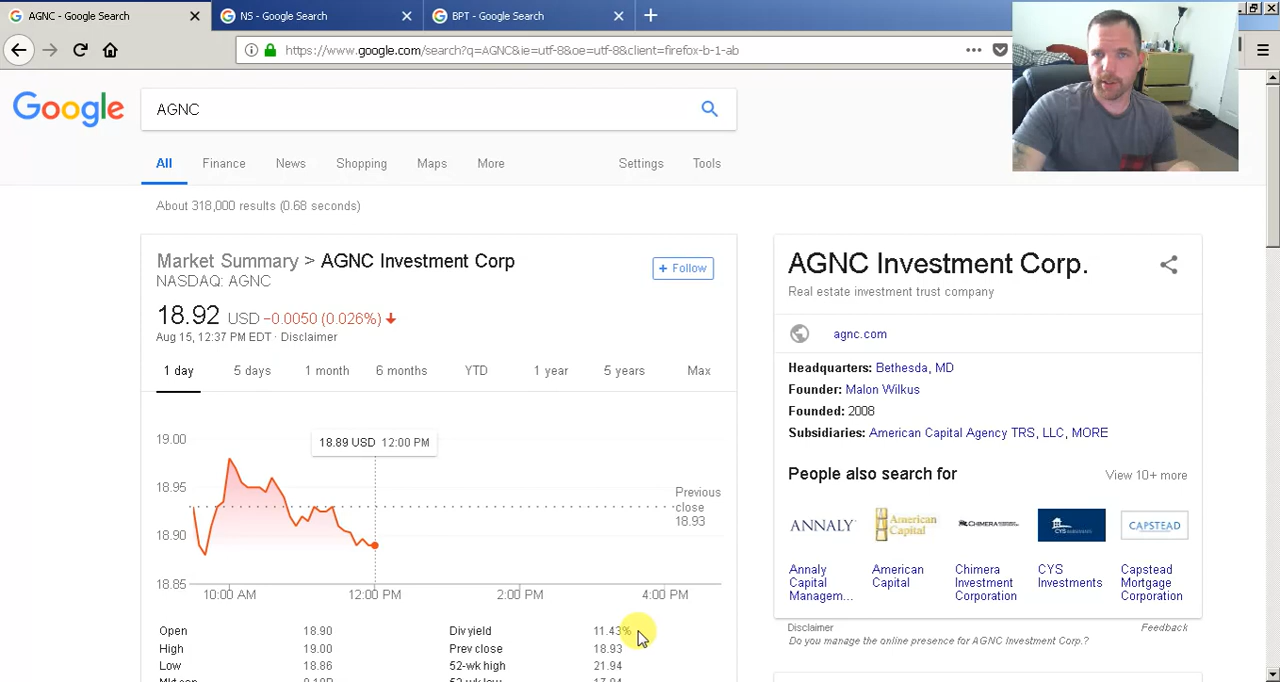 AGNC - Google Search
NS - Google Search
BPT - Google Search
https://www.google.com/search?q=AGNC&ie=utf-8&oe=utf-8&client=firefox-b-1-ab
Google
AGNC
All Finance News Shopping Maps More Settings Tools
About 318,000 results (0.68 seconds)
Market Summary > AGNC Investment Corp
NASDAQ: AGNC
+ Follow
18.92 USD −0.0050 (0.026%)
Aug 15, 12:37 PM EDT · Disclaimer
1 day 5 days 1 month 6 months YTD 1 year 5 years Max
18.89 USD 12:00 PM
19.00
18.95
18.90
18.85
Previous
close
18.93
10:00 AM 12:00 PM 2:00 PM 4:00 PM
Open 18.90 Div yield 11.43%
High 19.00 Prev close 18.93
Low 18.86 52-wk high 21.94
AGNC Investment Corp.
Real estate investment trust company
agnc.com
Headquarters: Bethesda, MD
Founder: Malon Wilkus
Founded: 2008
Subsidiaries: American Capital Agency TRS, LLC, MORE
People also search for View 10+ more
ANNALY
American
Capital
CHIMERA
CYS
CAPSTEAD
Annaly
Capital
Managem...
American
Capital
Chimera
Investment
Corporation
CYS
Investments
Capstead
Mortgage
Corporation
Disclaimer Feedback
Do you manage the online presence for AGNC Investment Corp.?